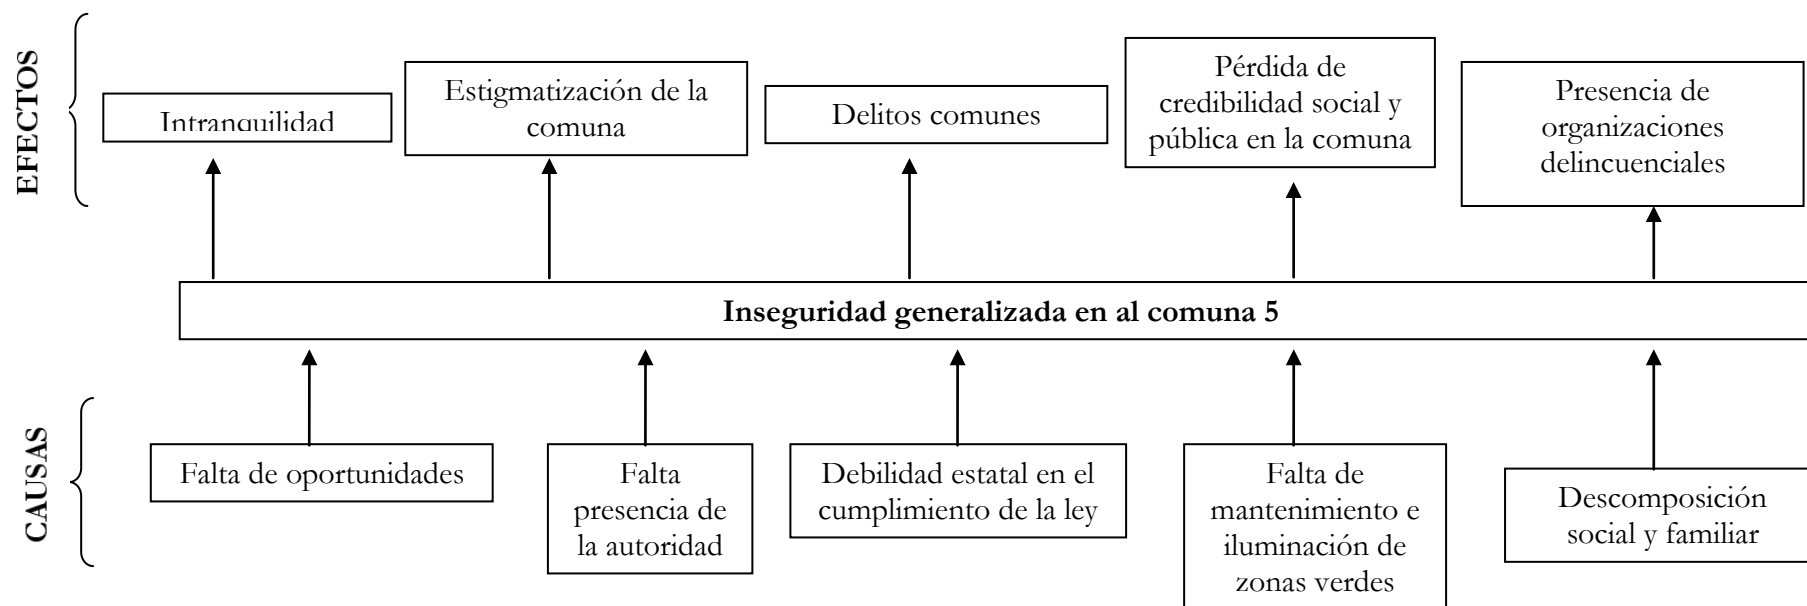 EFECTOS
Intranquilidad
Estigmatización de la
comuna
Delitos comunes
Pérdida de
credibilidad social y
pública en la comuna
Presencia de
organizaciones
delincuenciales
Inseguridad generalizada en al comuna 5
CAUSAS
Falta de oportunidades
Falta
presencia de
la autoridad
Debilidad estatal en el
cumplimiento de la ley
Falta de
mantenimiento e
iluminación de
zonas verdes
Descomposición
social y familiar